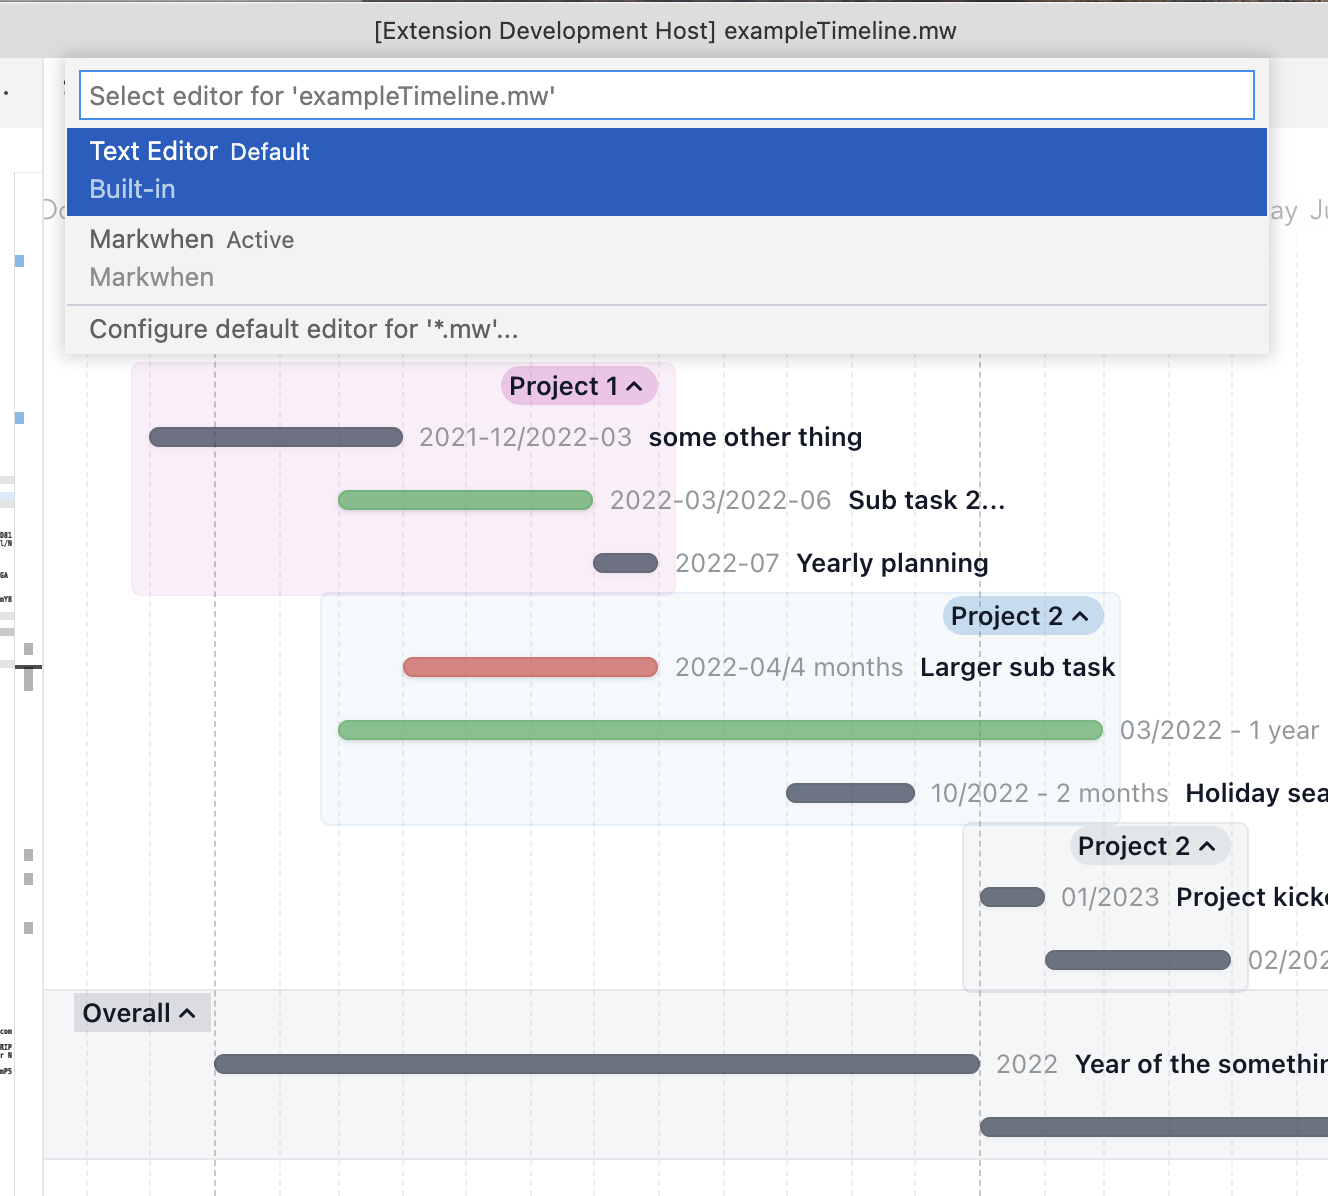 [Extension Development Host] exampleTimeline.mw
Select editor for 'exampleTimeline.mw'
Text Editor Default
Built-in
Markwhen Active
Markwhen
Configure default editor for '*.mw'...
Project 1
2021-12/2022-03 some other thing
2022-03/2022-06 Sub task 2...
2022-07 Yearly planning
Project 2
2022-04/4 months Larger sub task
03/2022 - 1 year
10/2022 - 2 months Holiday sea
Project 2
01/2023 Project kick
02/202
Overall
2022 Year of the somethin